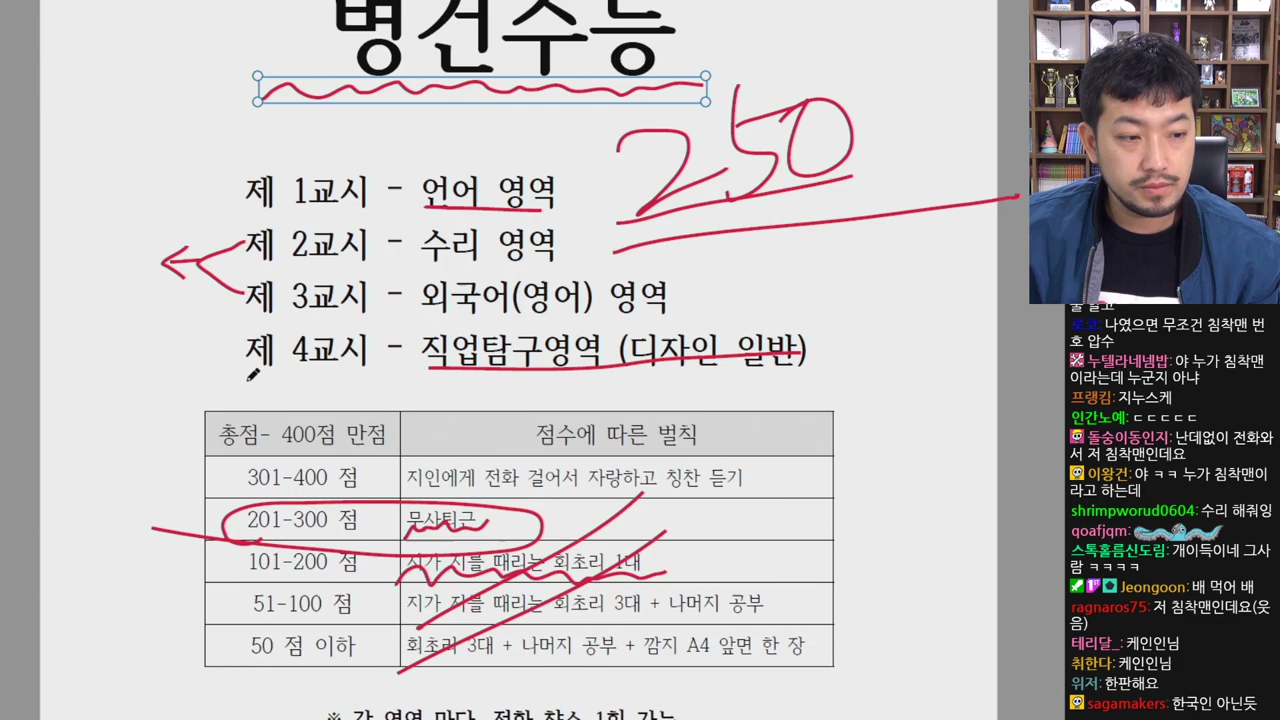 병건수능
250
제 1교시 - 언어 영역
제 2교시 - 수리 영역
제 3교시 - 외국어(영어) 영역
제 4교시 - 직업탐구영역 (디자인 일반)
총점- 400점 만점 점수에 따른 벌칙
301-400 점 지인에게 전화 걸어서 자랑하고 칭찬 듣기
201-300 점 무사퇴근
101-200 점 지가 지를 때리는 회초리 1대
51-100 점 지가 지를 때리는 회초리 3대 + 나머지 공부
50 점 이하 회초리 3대 + 나머지 공부 + 깜지 A4 앞면 한 장
※ 각 영역 마다 전화 찬스 1회 가능
로고: 나였으면 무조건 침착맨 번
호 압수
누텔라네넴밥: 야 누가 침착맨
이라는데 누군지 아냐
프랭킴: 지누스케
인간노예: ㄷㄷㄷㄷㄷ
돌숭이동인지: 난데없이 전화와
서 저 침착맨인데요
이왕건: 야 ㅋㅋ 누가 침착맨이
라고 하는데
shrimpworud0604: 수리 해줘잉
qoafjqm:
스톡홀름신도림: 개이득이네 그사
람 ㅋㅋㅋㅋ
Jeongoon: 배 먹어 배
ragnaros75: 저 침착맨인데요(웃
음)
테리달_: 케인인님
취한다: 케인인님
위저: 한판해요
sagamakers: 한국인 아닌듯